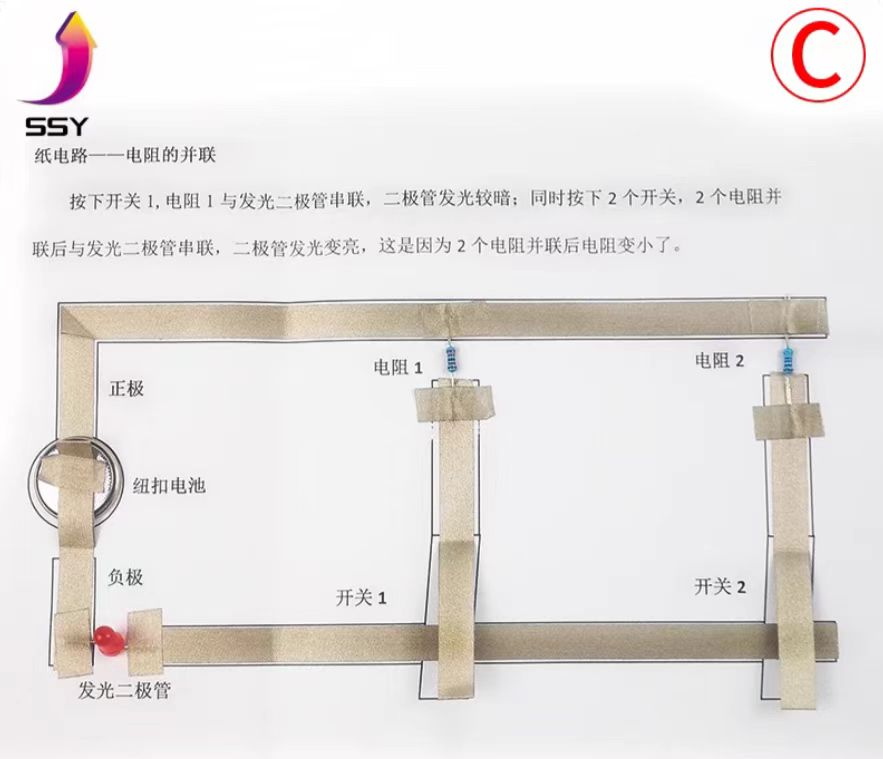 C
SSY
纸电路——电阻的并联
按下开关 1, 电阻 1 与发光二极管串联，二极管发光较暗；同时按下 2 个开关，2 个电阻并
联后与发光二极管串联，二极管发光变亮，这是因为 2 个电阻并联后电阻变小了。
电阻 1
电阻 2
正极
纽扣电池
负极
开关 1
开关 2
发光二极管